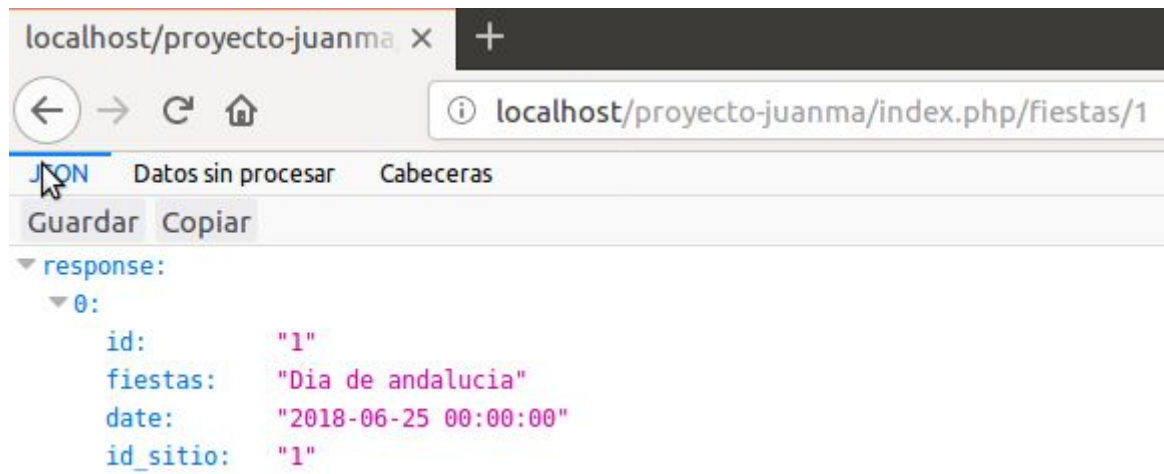 localhost/proyecto-juanma
localhost/proyecto-juanma/index.php/fiestas/1
JSON Datos sin procesar Cabeceras
Guardar Copiar
response:
0:
id: "1"
fiestas: "Dia de andalucia"
date: "2018-06-25 00:00:00"
id_sitio: "1"